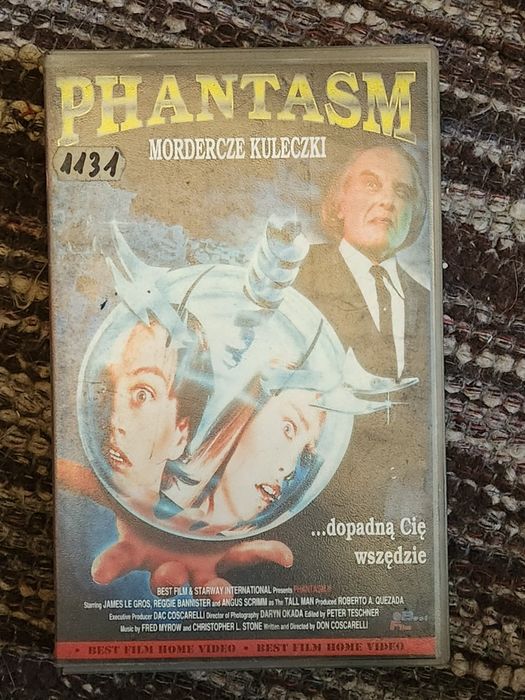 PHANTASM
1131
MORDERCZE KULECZKI
...dopadną Cię
wszędzie
BEST FILM & STARWAY INTERNATIONAL Presents PHANTASM II
Starring JAMES LE GROS, REGGIE BANNISTER and ANGUS SCRIMM as The TALL MAN Produced ROBERTO A. QUEZADA
Executive Producer DAC COSCARELLI Director of Photography DARYN OKADA Edited by PETER TESCHNER
Music by FRED MYROW and CHRISTOPHER L. STONE Written and Directed by DON COSCARELLI
Best
Film
• BEST FILM HOME VIDEO • BEST FILM HOME VIDEO •